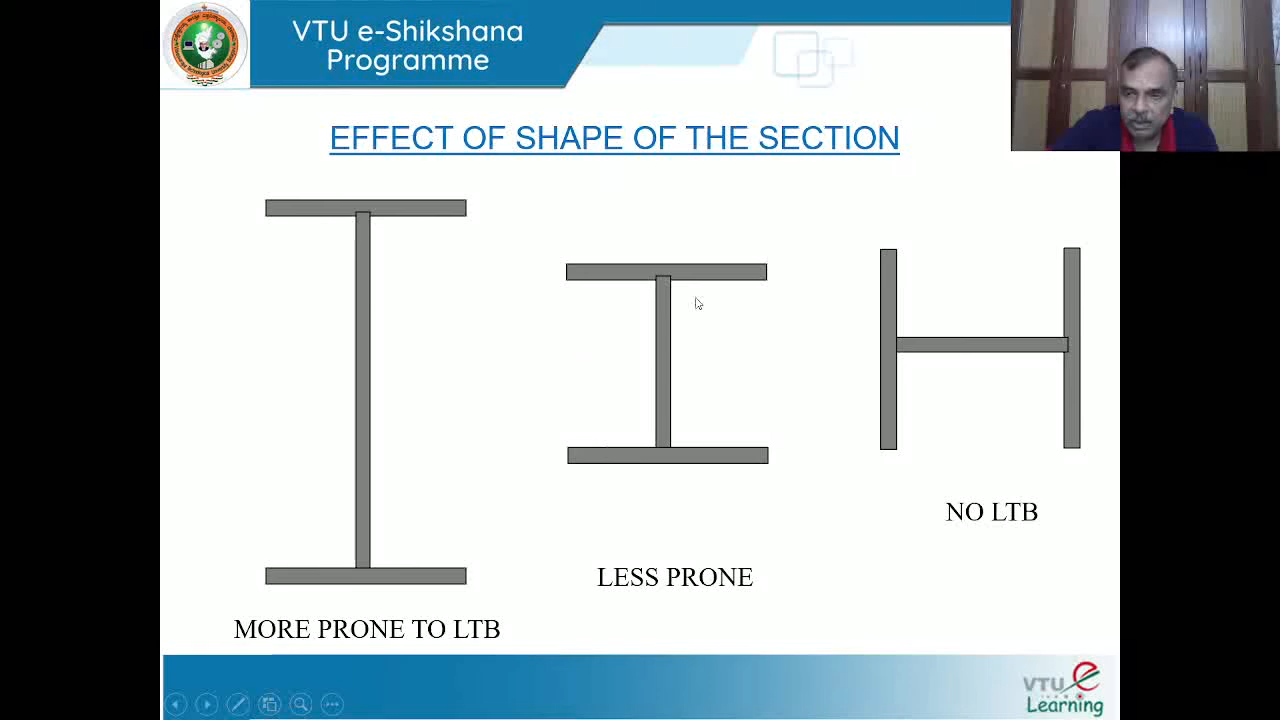 VTU e-Shikshana
Programme
EFFECT OF SHAPE OF THE SECTION
NO LTB
LESS PRONE
MORE PRONE TO LTB
VTU e
Learning